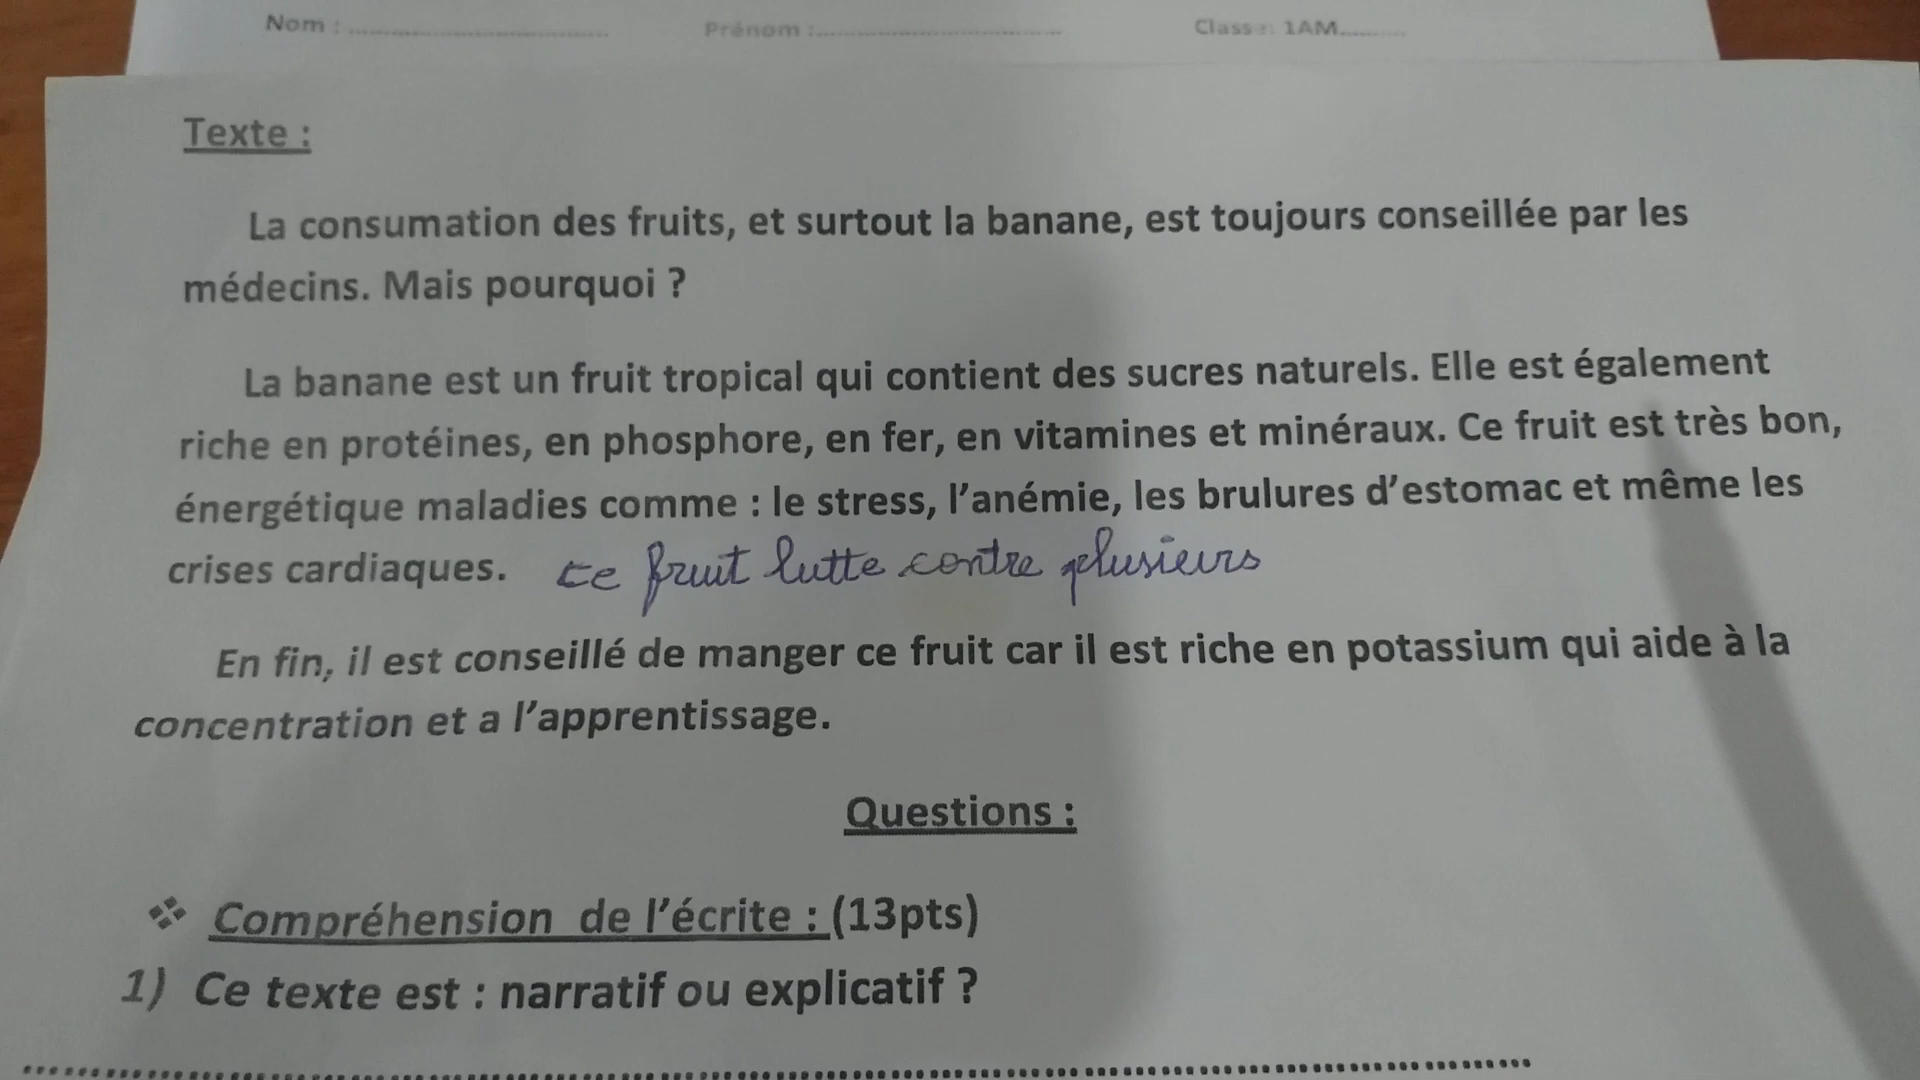 Nom : ....................................
Prénom :....................................
Classe: 1AM..........
Texte :
La consumation des fruits, et surtout la banane, est toujours conseillée par les
médecins. Mais pourquoi ?
La banane est un fruit tropical qui contient des sucres naturels. Elle est également
riche en protéines, en phosphore, en fer, en vitamines et minéraux. Ce fruit est très bon,
énergétique maladies comme : le stress, l'anémie, les brulures d'estomac et même les
crises cardiaques. ce fruit lutte contre plusieurs
En fin, il est conseillé de manger ce fruit car il est riche en potassium qui aide à la
concentration et a l'apprentissage.
Questions :
❖ Compréhension de l'écrite : (13pts)
1) Ce texte est : narratif ou explicatif ?